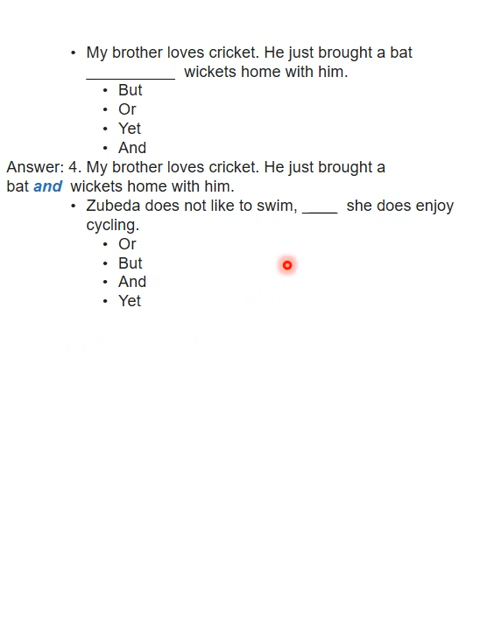 • My brother loves cricket. He just brought a bat
___________ wickets home with him.
• But
• Or
• Yet
• And
Answer: 4. My brother loves cricket. He just brought a
bat and wickets home with him.
• Zubeda does not like to swim, ____ she does enjoy
cycling.
• Or
• But
• And
• Yet